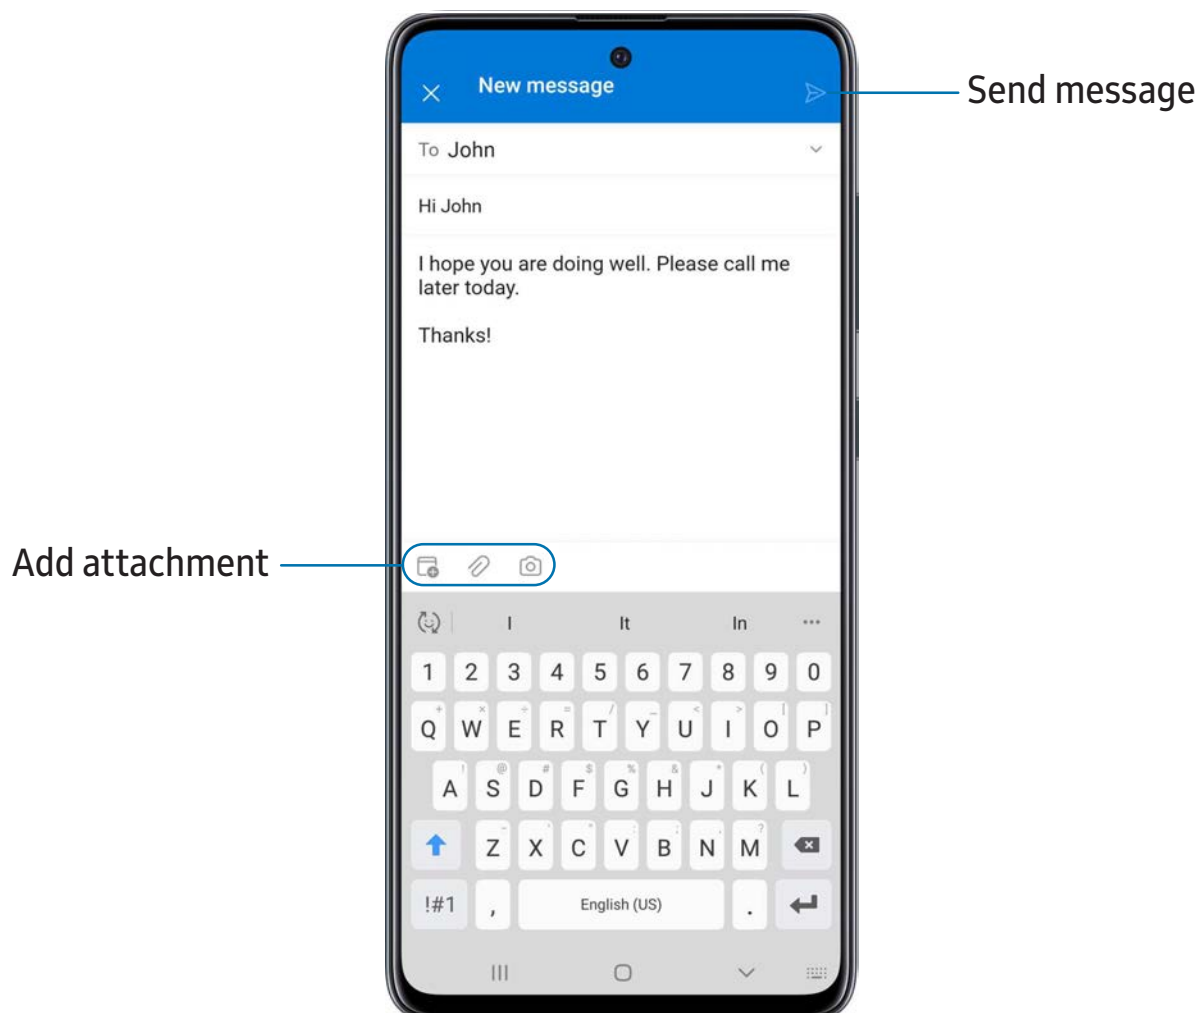 New message
Send message
To John
Hi John
I hope you are doing well. Please call me
later today.
Thanks!
Add attachment
I It In
1 2 3 4 5 6 7 8 9 0
+ × ÷ = / _ < > [ ]
Q W E R T Y U I O P
! @ # $ % & * ( )
A S D F G H J K L
- ' " : ; , ?
Z X C V B N M
!#1 , English (US) .